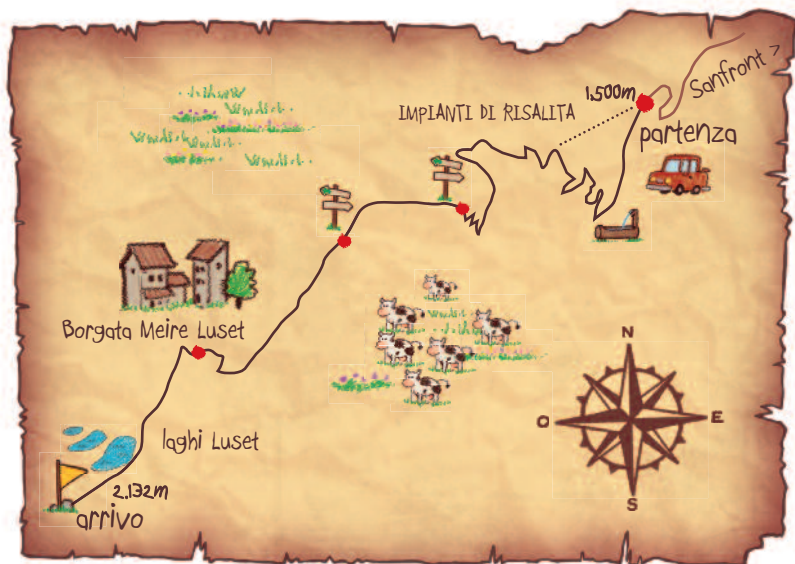 Sanfront >
1.500m
IMPIANTI DI RISALITA
partenza
Borgata Meire Luset
laghi Luset
2.132m
arrivo
N
O
E
S